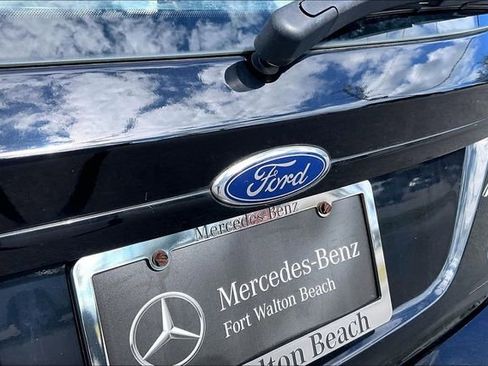 Ford
Mercedes-Benz
Mercedes-Benz
Fort Walton Beach
Walton Beach